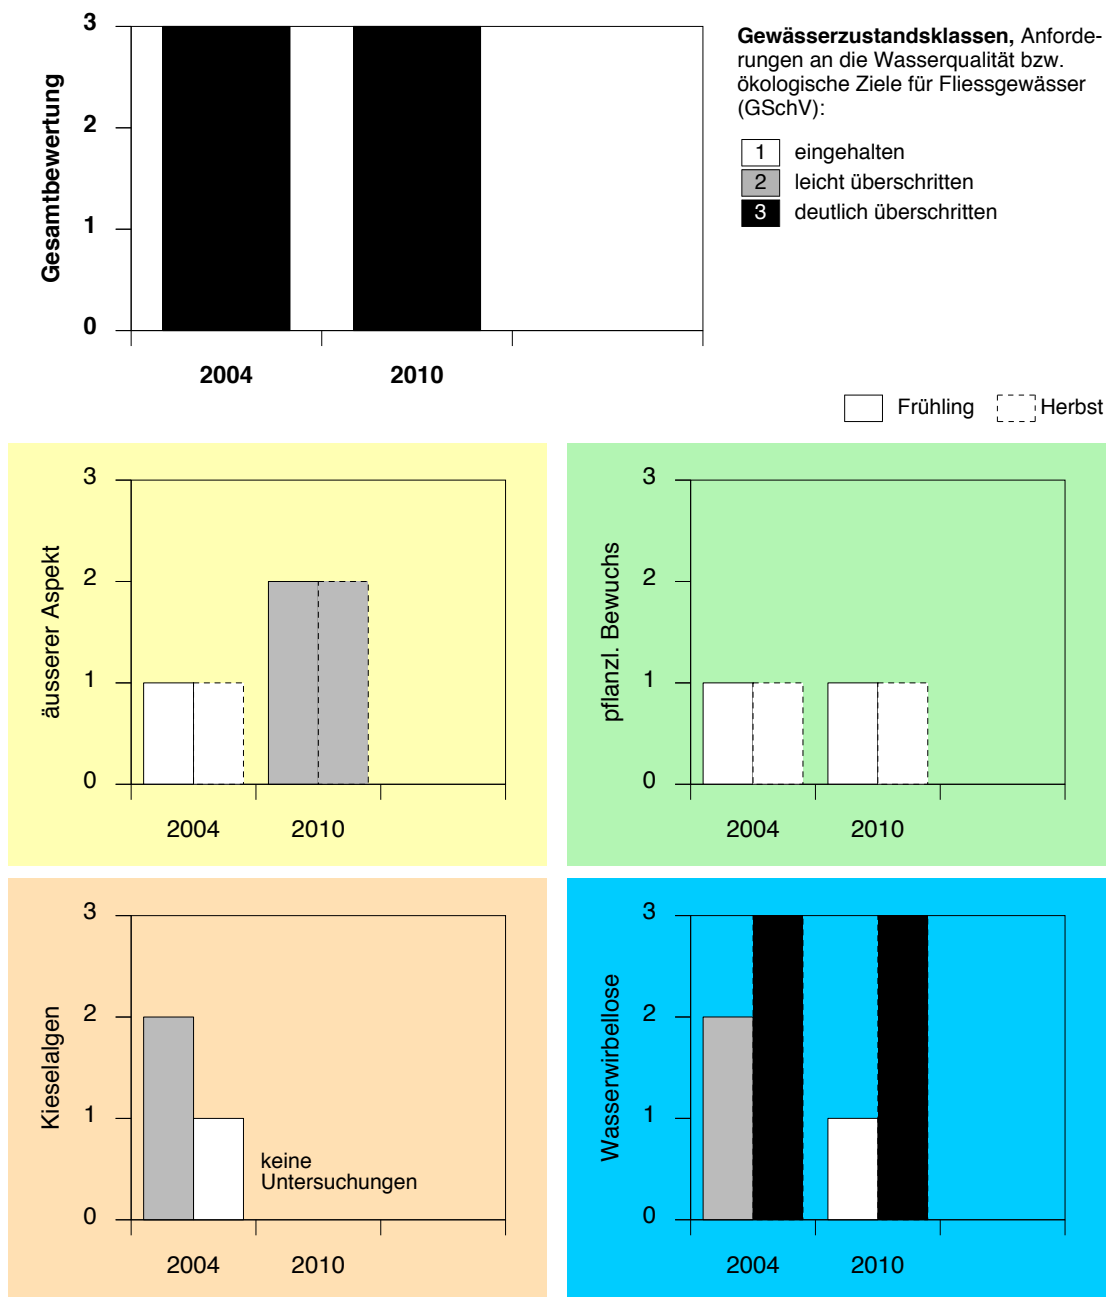 Gesamtbewertung
3
2
1
0
2004 2010
Gewässerzustandsklassen, Anforde-
rungen an die Wasserqualität bzw.
ökologische Ziele für Fliessgewässer
(GSchV):
1 eingehalten
2 leicht überschritten
3 deutlich überschritten
Frühling Herbst
äusserer Aspekt
3
2
1
0
2004 2010
pflanzl. Bewuchs
3
2
1
0
2004 2010
Kieselalgen
3
2
1
0
keine
Untersuchungen
2004 2010
Wasserwirbellose
3
2
1
0
2004 2010